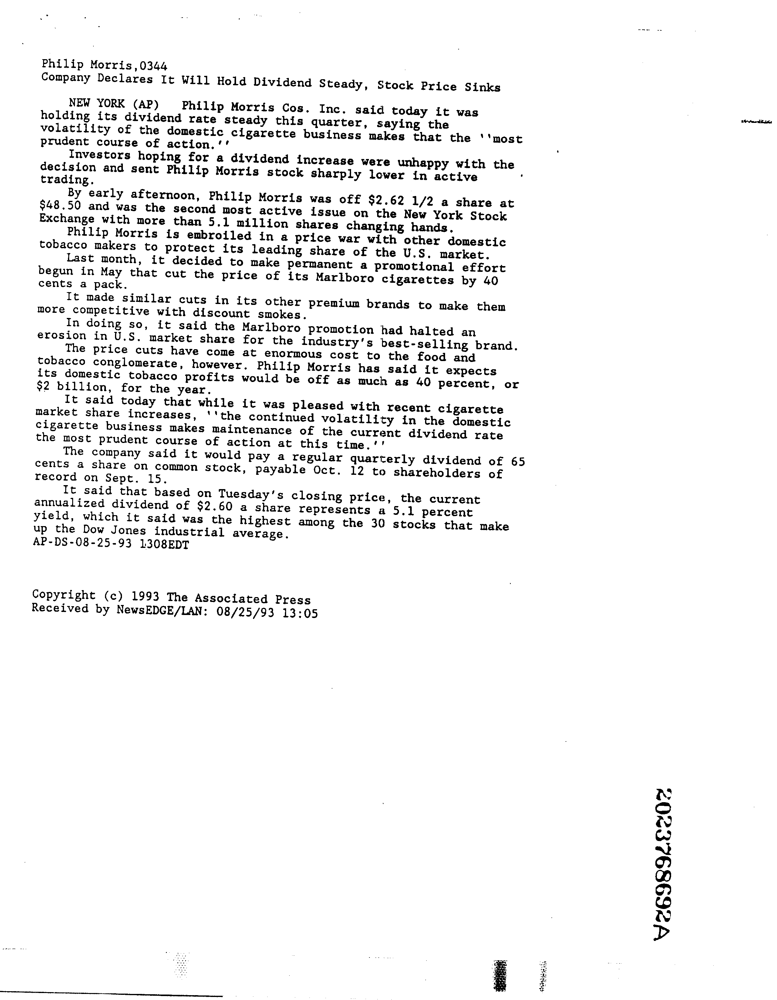 Philip Morris,0344
Company Declares It Will Hold Dividend Steady, Stock Price Sinks
NEW YORK (AP)   Philip Morris Cos. Inc. said today it was
holding its dividend rate steady this quarter, saying the
volatility of the domestic cigarette business makes that the ''most
prudent course of action.''
Investors hoping for a dividend increase were unhappy with the
decision and sent Philip Morris stock sharply lower in active
trading.
By early afternoon, Philip Morris was off $2.62 1/2 a share at
$48.50 and was the second most active issue on the New York Stock
Exchange with more than 5.1 million shares changing hands.
Philip Morris is embroiled in a price war with other domestic
tobacco makers to protect its leading share of the U.S. market.
Last month, it decided to make permanent a promotional effort
begun in May that cut the price of its Marlboro cigarettes by 40
cents a pack.
It made similar cuts in its other premium brands to make them
more competitive with discount smokes.
In doing so, it said the Marlboro promotion had halted an
erosion in U.S. market share for the industry's best-selling brand.
The price cuts have come at enormous cost to the food and
tobacco conglomerate, however. Philip Morris has said it expects
its domestic tobacco profits would be off as much as 40 percent, or
$2 billion, for the year.
It said today that while it was pleased with recent cigarette
market share increases, ''the continued volatility in the domestic
cigarette business makes maintenance of the current dividend rate
the most prudent course of action at this time.''
The company said it would pay a regular quarterly dividend of 65
cents a share on common stock, payable Oct. 12 to shareholders of
record on Sept. 15.
It said that based on Tuesday's closing price, the current
annualized dividend of $2.60 a share represents a 5.1 percent
yield, which it said was the highest among the 30 stocks that make
up the Dow Jones industrial average.
AP-DS-08-25-93 1308EDT
Copyright (c) 1993 The Associated Press
Received by NewsEDGE/LAN: 08/25/93 13:05
2023768692A